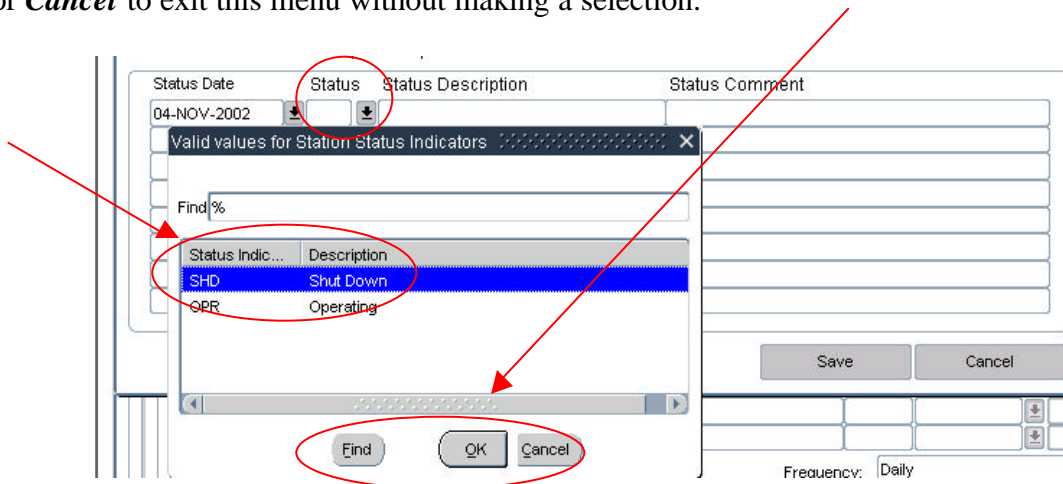 or Cancel to exit this menu without making a selection.
Status Date Status Status Description Status Comment
04-NOV-2002
Valid values for Station Status Indicators
Find %
Status Indic... Description
SHD Shut Down
OPR Operating
Save Cancel
Find OK Cancel
Frequency: Daily